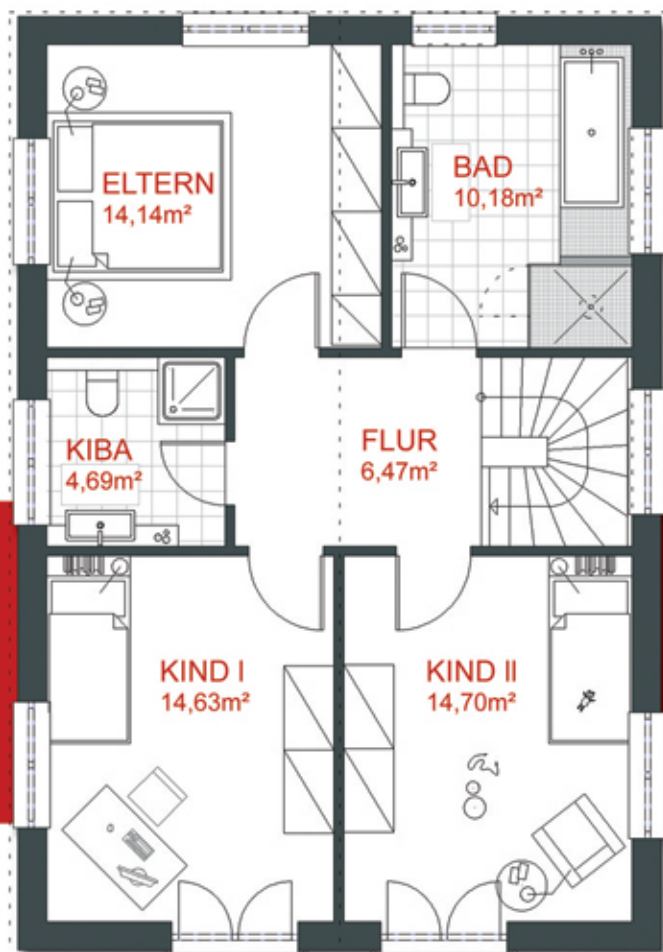 ELTERN
14,14m²
BAD
10,18m²
KIBA
4,69m²
FLUR
6,47m²
KIND I
14,63m²
KIND II
14,70m²